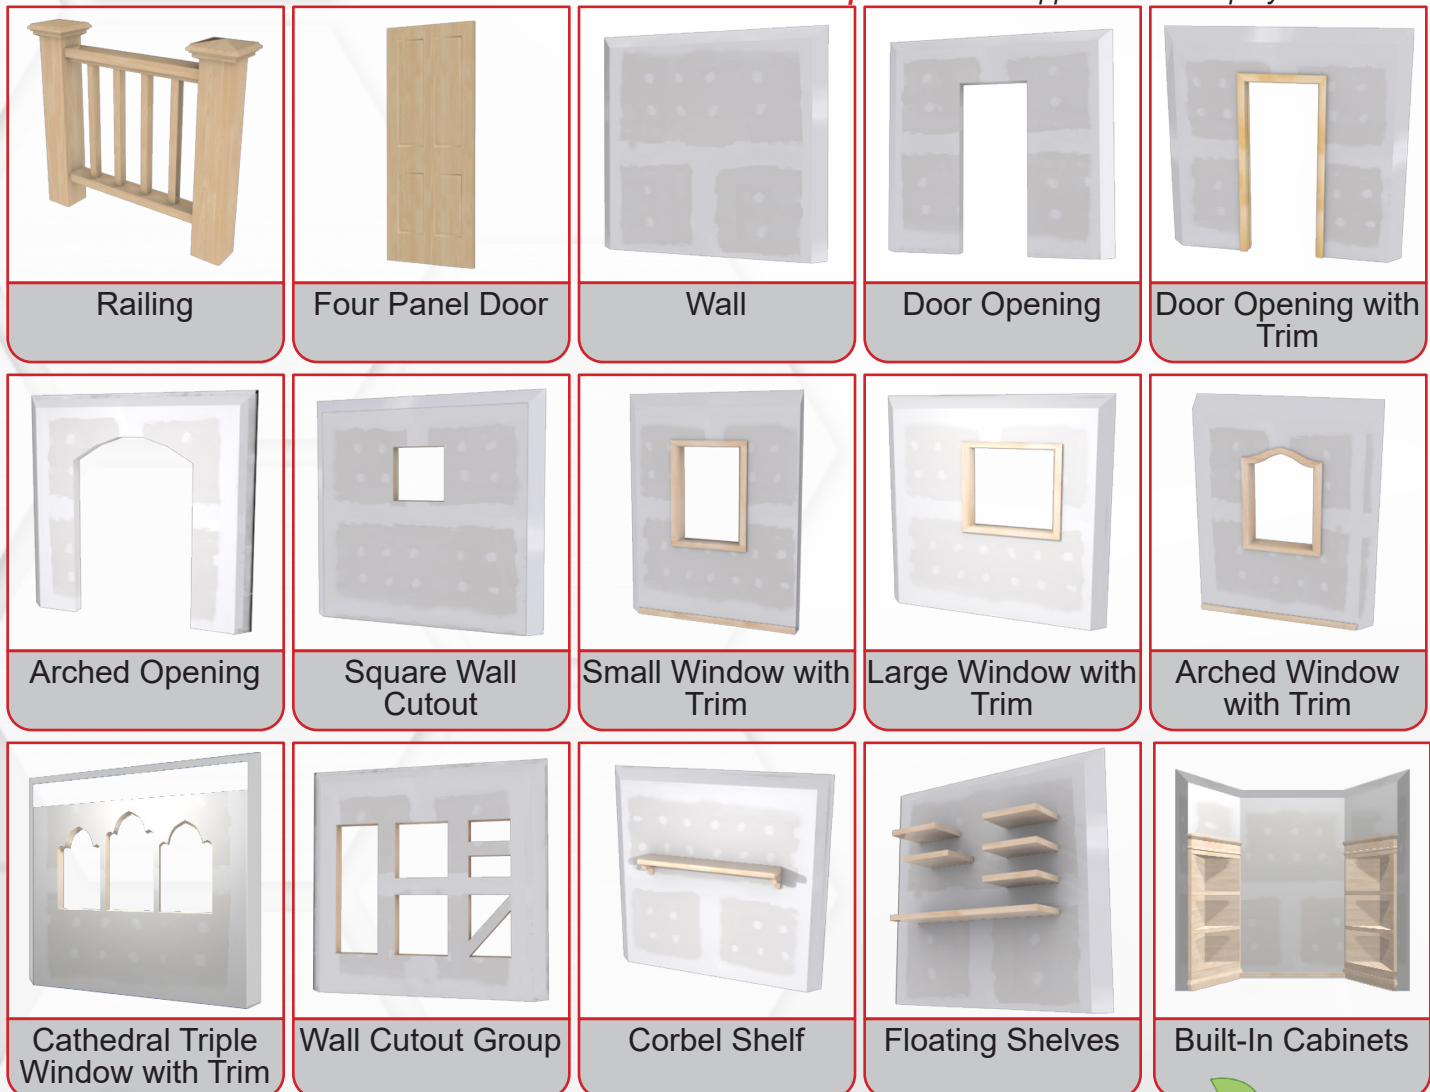 Railing
Four Panel Door
Wall
Door Opening
Door Opening with
Trim
Arched Opening
Square Wall
Cutout
Small Window with
Trim
Large Window with
Trim
Arched Window
with Trim
Cathedral Triple
Window with Trim
Wall Cutout Group
Corbel Shelf
Floating Shelves
Built-In Cabinets